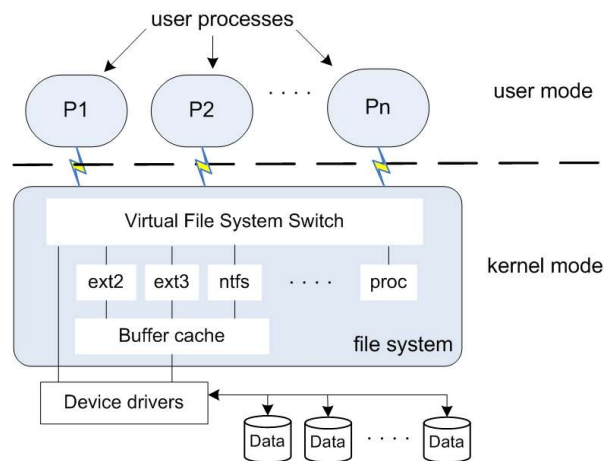 user processes
P1 P2 . . . . Pn
user mode
Virtual File System Switch
kernel mode
ext2 ext3 ntfs . . . . proc
Buffer cache
file system
Device drivers
Data Data . . . . Data